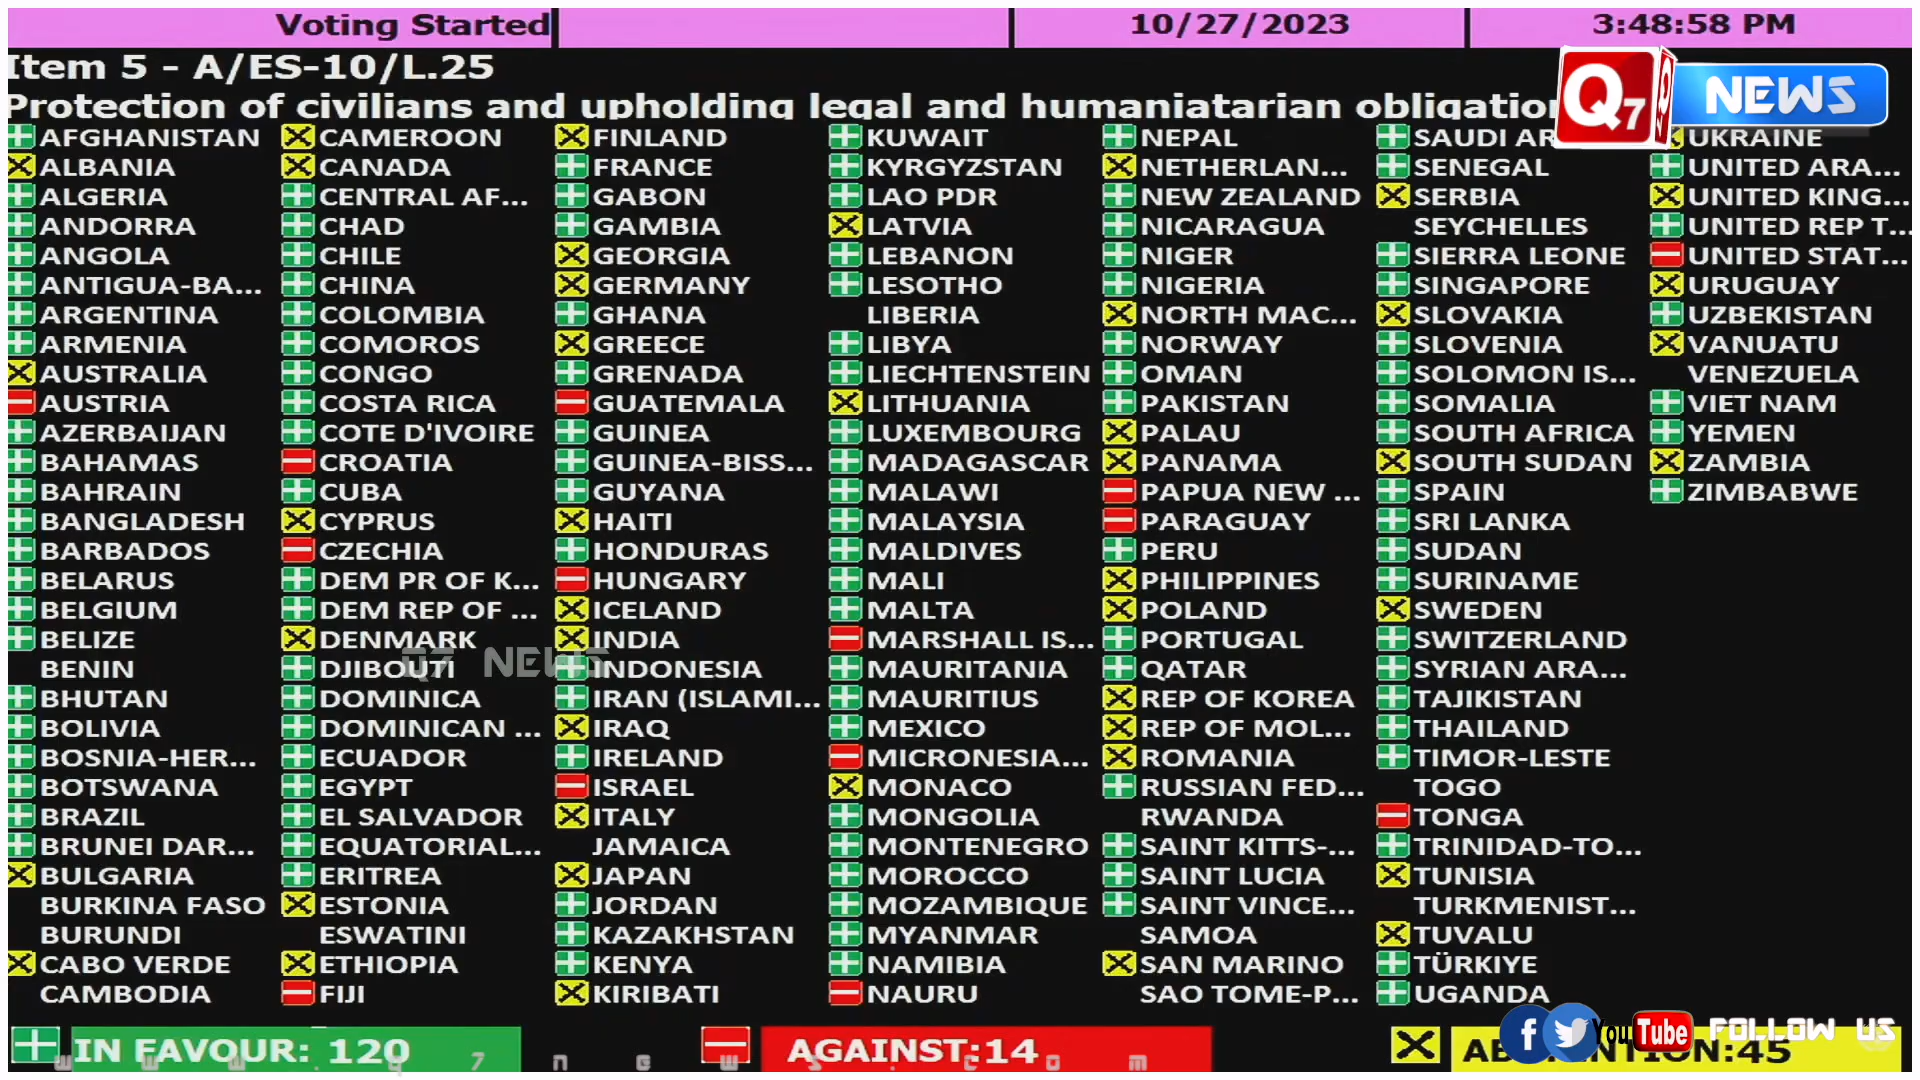 Voting Started 10/27/2023 3:48:58 PM
Item 5 - A/ES-10/L.25
Protection of civilians and upholding legal and humaniatarian obligation
Q7 NEWS
AFGHANISTAN CAMEROON FINLAND KUWAIT NEPAL SAUDI AR UKRAINE
ALBANIA CANADA FRANCE KYRGYZSTAN NETHERLAN... SENEGAL UNITED ARA...
ALGERIA CENTRAL AF... GABON LAO PDR NEW ZEALAND SERBIA UNITED KING...
ANDORRA CHAD GAMBIA LATVIA NICARAGUA SEYCHELLES UNITED REP T...
ANGOLA CHILE GEORGIA LEBANON NIGER SIERRA LEONE UNITED STAT...
ANTIGUA-BA... CHINA GERMANY LESOTHO NIGERIA SINGAPORE URUGUAY
ARGENTINA COLOMBIA GHANA LIBERIA NORTH MAC... SLOVAKIA UZBEKISTAN
ARMENIA COMOROS GREECE LIBYA NORWAY SLOVENIA VANUATU
AUSTRALIA CONGO GRENADA LIECHTENSTEIN OMAN SOLOMON IS... VENEZUELA
AUSTRIA COSTA RICA GUATEMALA LITHUANIA PAKISTAN SOMALIA VIET NAM
AZERBAIJAN COTE D'IVOIRE GUINEA LUXEMBOURG PALAU SOUTH AFRICA YEMEN
BAHAMAS CROATIA GUINEA-BISS... MADAGASCAR PANAMA SOUTH SUDAN ZAMBIA
BAHRAIN CUBA GUYANA MALAWI PAPUA NEW ... SPAIN ZIMBABWE
BANGLADESH CYPRUS HAITI MALAYSIA PARAGUAY SRI LANKA
BARBADOS CZECHIA HONDURAS MALDIVES PERU SUDAN
BELARUS DEM PR OF K... HUNGARY MALI PHILIPPINES SURINAME
BELGIUM DEM REP OF ... ICELAND MALTA POLAND SWEDEN
BELIZE DENMARK INDIA MARSHALL IS... PORTUGAL SWITZERLAND
BENIN DJIBOUTI INDONESIA MAURITANIA QATAR SYRIAN ARA...
Q7 NEWS
BHUTAN DOMINICA IRAN (ISLAMI... MAURITIUS REP OF KOREA TAJIKISTAN
BOLIVIA DOMINICAN ... IRAQ MEXICO REP OF MOL... THAILAND
BOSNIA-HER... ECUADOR IRELAND MICRONESIA... ROMANIA TIMOR-LESTE
BOTSWANA EGYPT ISRAEL MONACO RUSSIAN FED... TOGO
BRAZIL EL SALVADOR ITALY MONGOLIA RWANDA TONGA
BRUNEI DAR... EQUATORIAL... JAMAICA MONTENEGRO SAINT KITTS-... TRINIDAD-TO...
BULGARIA ERITREA JAPAN MOROCCO SAINT LUCIA TUNISIA
BURKINA FASO ESTONIA JORDAN MOZAMBIQUE SAINT VINCE... TURKMENIST...
BURUNDI ESWATINI KAZAKHSTAN MYANMAR SAMOA TUVALU
CABO VERDE ETHIOPIA KENYA NAMIBIA SAN MARINO TÜRKIYE
CAMBODIA FIJI KIRIBATI NAURU SAO TOME-P... UGANDA
IN FAVOUR: 120 AGAINST:14 AB TION:45
www.q7news.com
f YouTube FOLLOW US